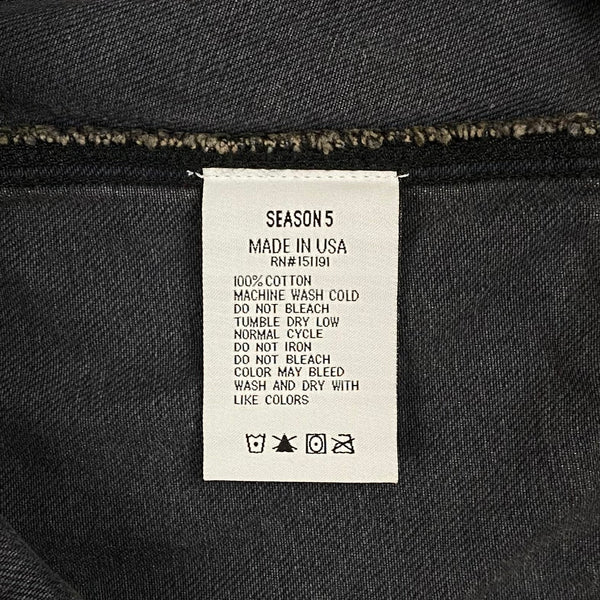 SEASON 5
MADE IN USA
RN#151191
100% COTTON
MACHINE WASH COLD
DO NOT BLEACH
TUMBLE DRY LOW
NORMAL CYCLE
DO NOT IRON
DO NOT BLEACH
COLOR MAY BLEED
WASH AND DRY WITH
LIKE COLORS